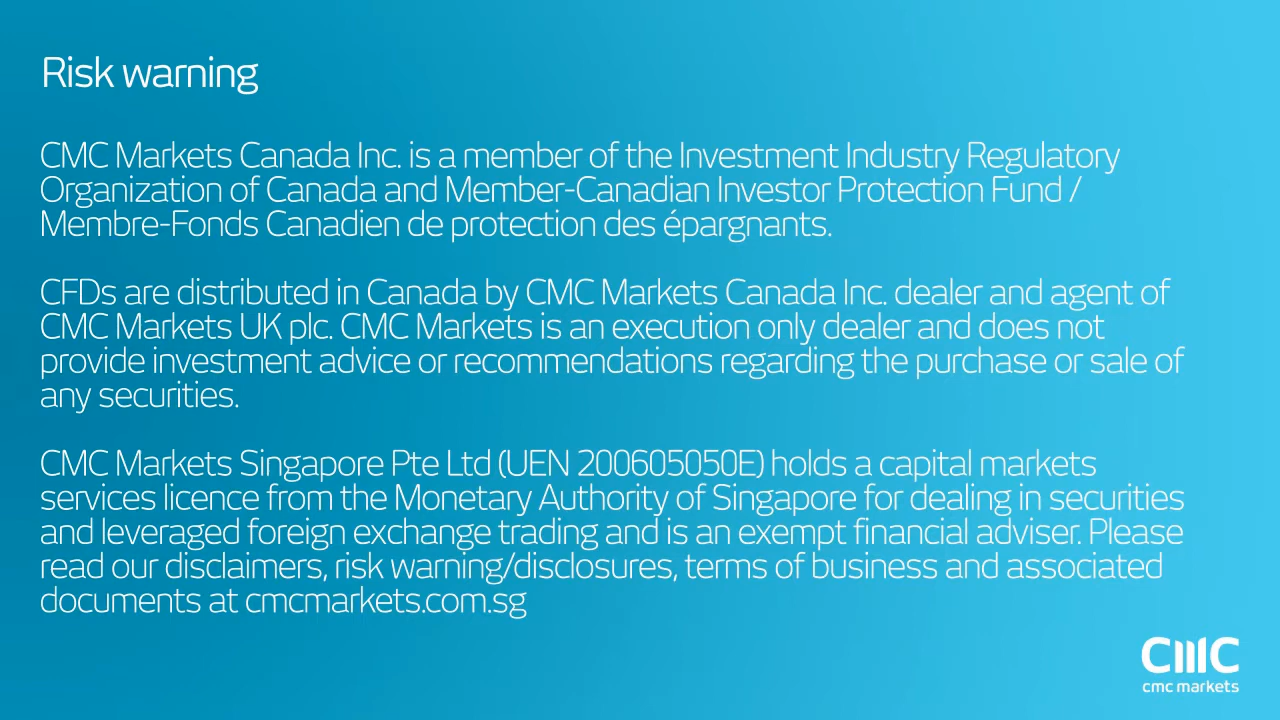 Risk warning
CMC Markets Canada Inc. is a member of the Investment Industry Regulatory
Organization of Canada and Member-Canadian Investor Protection Fund /
Membre-Fonds Canadien de protection des épargnants.
CFDs are distributed in Canada by CMC Markets Canada Inc. dealer and agent of
CMC Markets UK plc. CMC Markets is an execution only dealer and does not
provide investment advice or recommendations regarding the purchase or sale of
any securities.
CMC Markets Singapore Pte Ltd (UEN 200605050E) holds a capital markets
services licence from the Monetary Authority of Singapore for dealing in securities
and leveraged foreign exchange trading and is an exempt financial adviser. Please
read our disclaimers, risk warning/disclosures, terms of business and associated
documents at cmcmarkets.com.sg
CMC
cmc markets